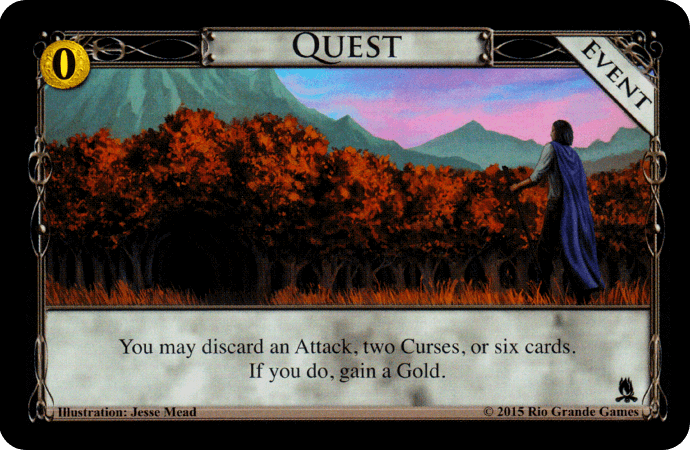 0
QUEST
EVENT
You may discard an Attack, two Curses, or six cards.
If you do, gain a Gold.
Illustration: Jesse Mead
© 2015 Rio Grande Games